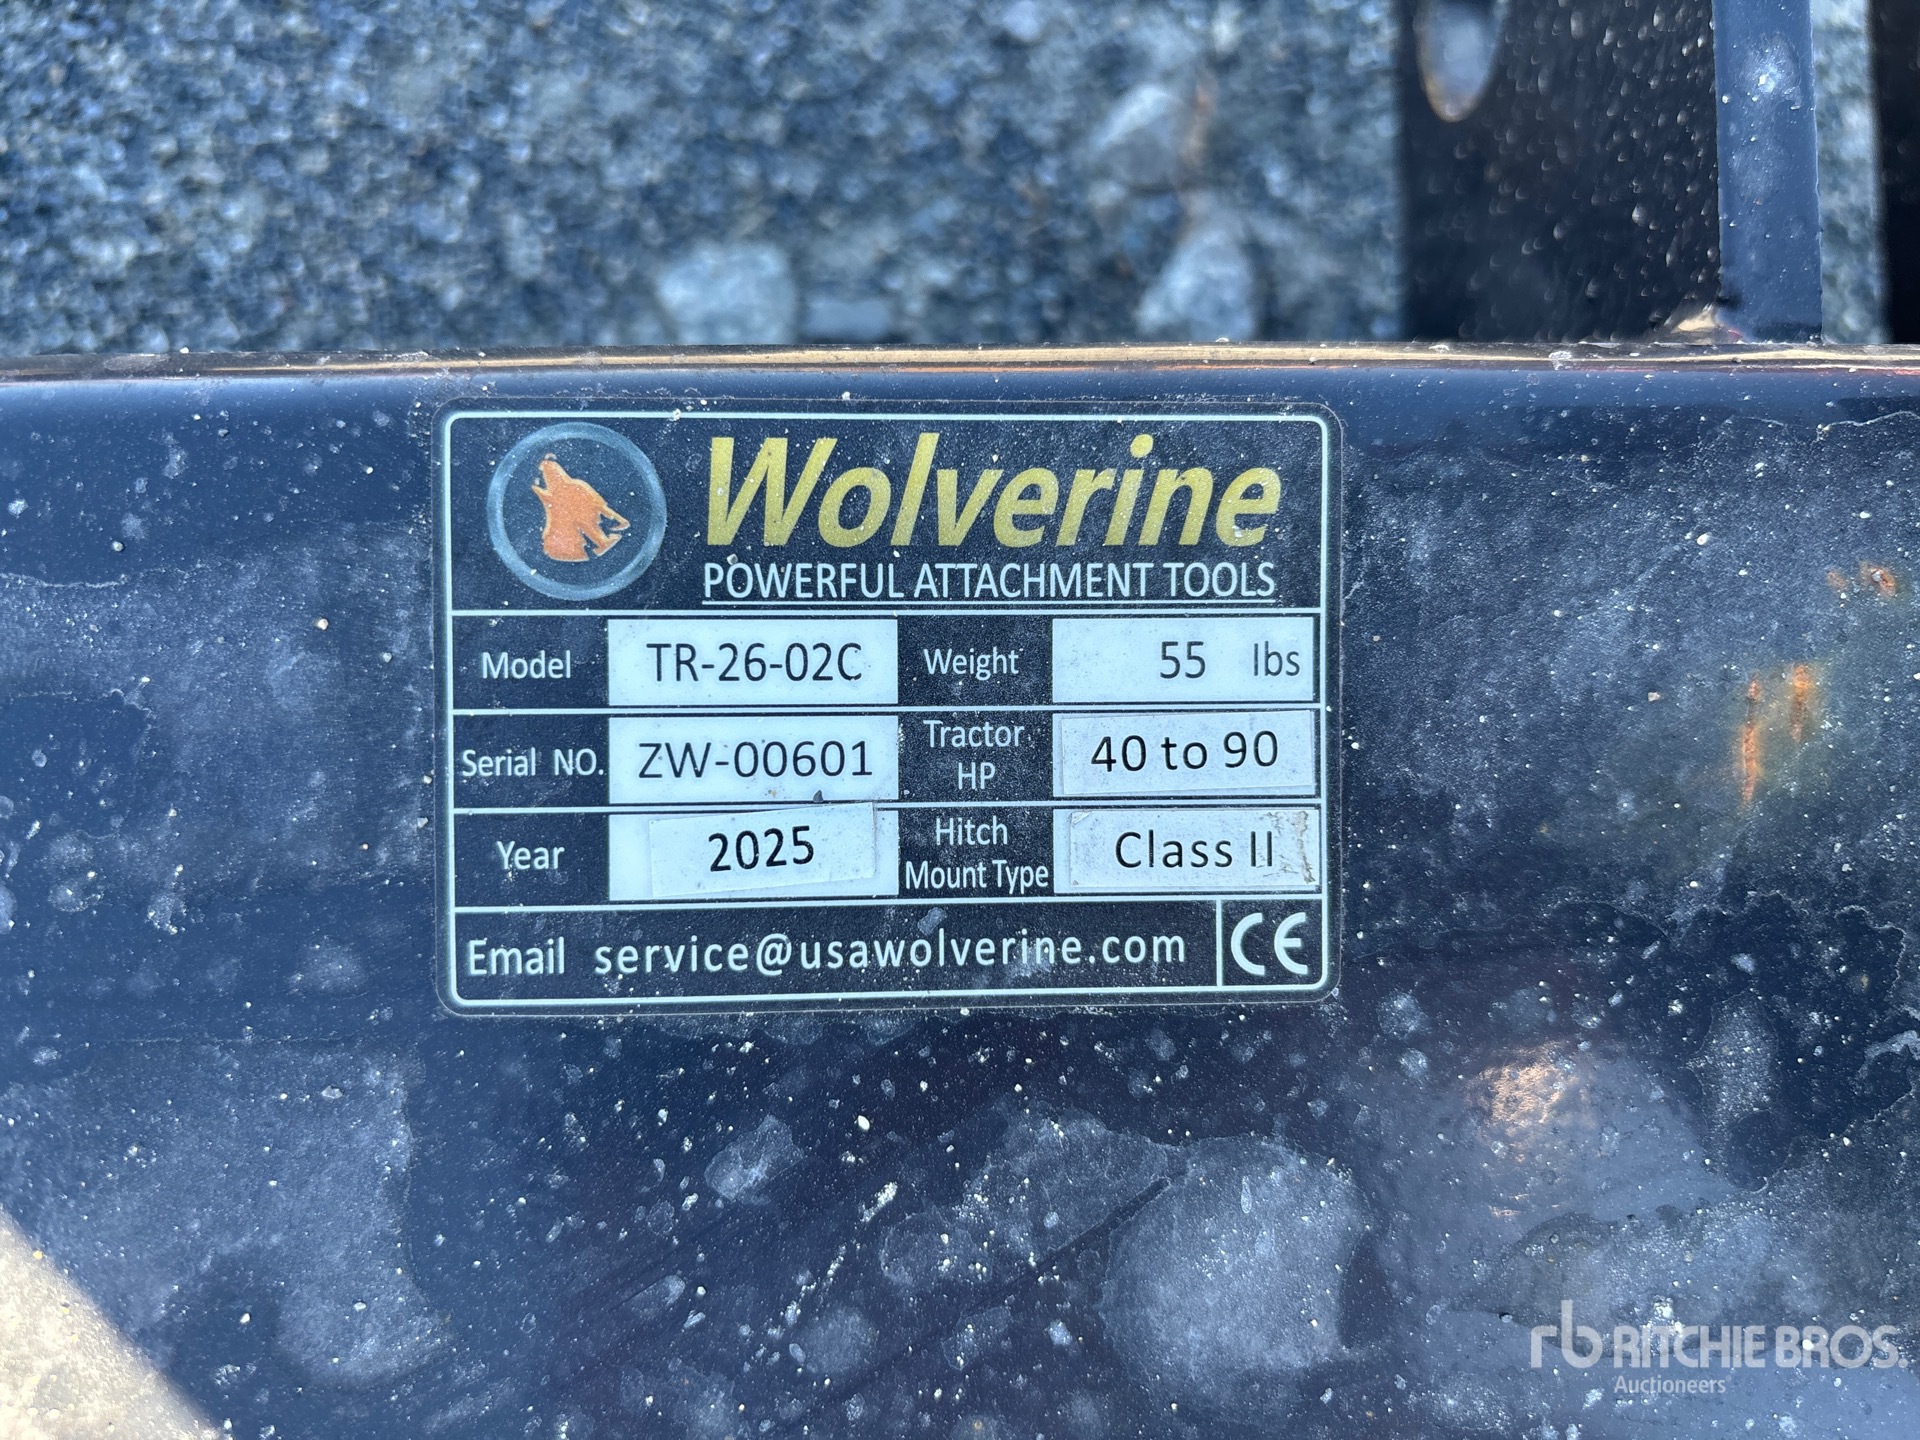 Wolverine
POWERFUL ATTACHMENT TOOLS
Model TR-26-02C Weight 55 lbs
Serial NO. ZW-00601 Tractor HP 40 to 90
Year 2025 Hitch Mount Type Class II
Email service@usawolverine.com CE
rb RITCHIE BROS.
Auctioneers